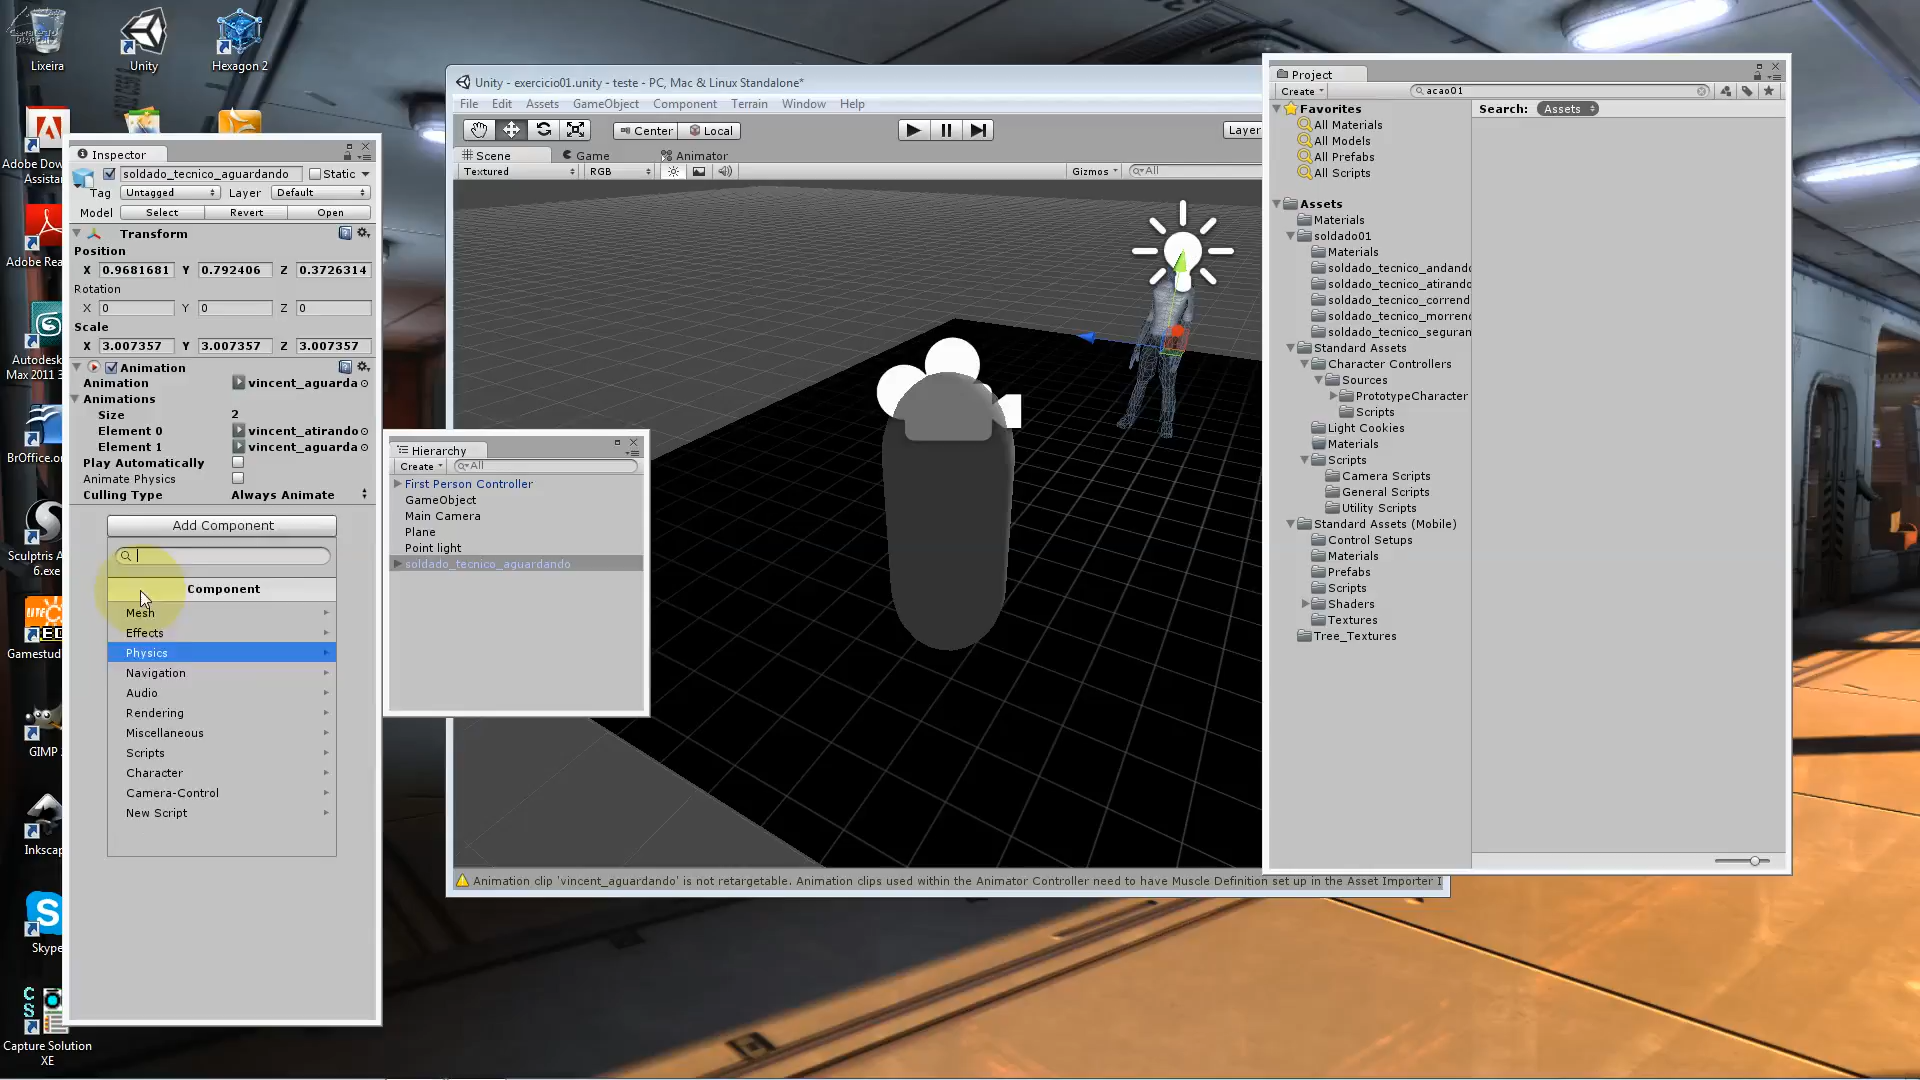 Lixeira
Unity
Hexagon 2
Adobe Dow
Assistan
Adobe Rea
Autodesk
Max 2011 3
BrOffice.or
Sculptris A
6.exe
Gamestud
GIMP
Inkscap
Skype
Capture Solution
XE
Inspector
soldado_tecnico_aguardando
Static
Tag
Untagged
Layer
Default
Model
Select
Revert
Open
Transform
Position
X 0.9681681 Y 0.792406 Z 0.3726314
Rotation
X 0 Y 0 Z 0
Scale
X 3.007357 Y 3.007357 Z 3.007357
Animation
Animation vincent_aguarda
Animations
Size 2
Element 0 vincent_atirando
Element 1 vincent_aguarda
Play Automatically
Animate Physics
Culling Type Always Animate
Add Component
Component
Mesh
Effects
Physics
Navigation
Audio
Rendering
Miscellaneous
Scripts
Character
Camera-Control
New Script
Hierarchy
Create
All
First Person Controller
GameObject
Main Camera
Plane
Point light
soldado_tecnico_aguardando
Unity - exercicio01.unity - teste - PC, Mac & Linux Standalone*
File Edit Assets GameObject Component Terrain Window Help
Center Local
Layer
Scene Game Animator
Textured RGB Gizmos All
Animation clip 'vincent_aguardando' is not retargetable. Animation clips used within the Animator Controller need to have Muscle Definition set up in the Asset Importer I
Project
Create
acao01
Favorites
All Materials
All Models
All Prefabs
All Scripts
Search: Assets
Assets
Materials
soldado01
Materials
soldado_tecnico_andando
soldado_tecnico_atirando
soldado_tecnico_corrend
soldado_tecnico_morren
soldado_tecnico_seguran
Standard Assets
Character Controllers
Sources
PrototypeCharacter
Scripts
Light Cookies
Materials
Scripts
Camera Scripts
General Scripts
Utility Scripts
Standard Assets (Mobile)
Control Setups
Materials
Prefabs
Scripts
Shaders
Textures
Tree_Textures